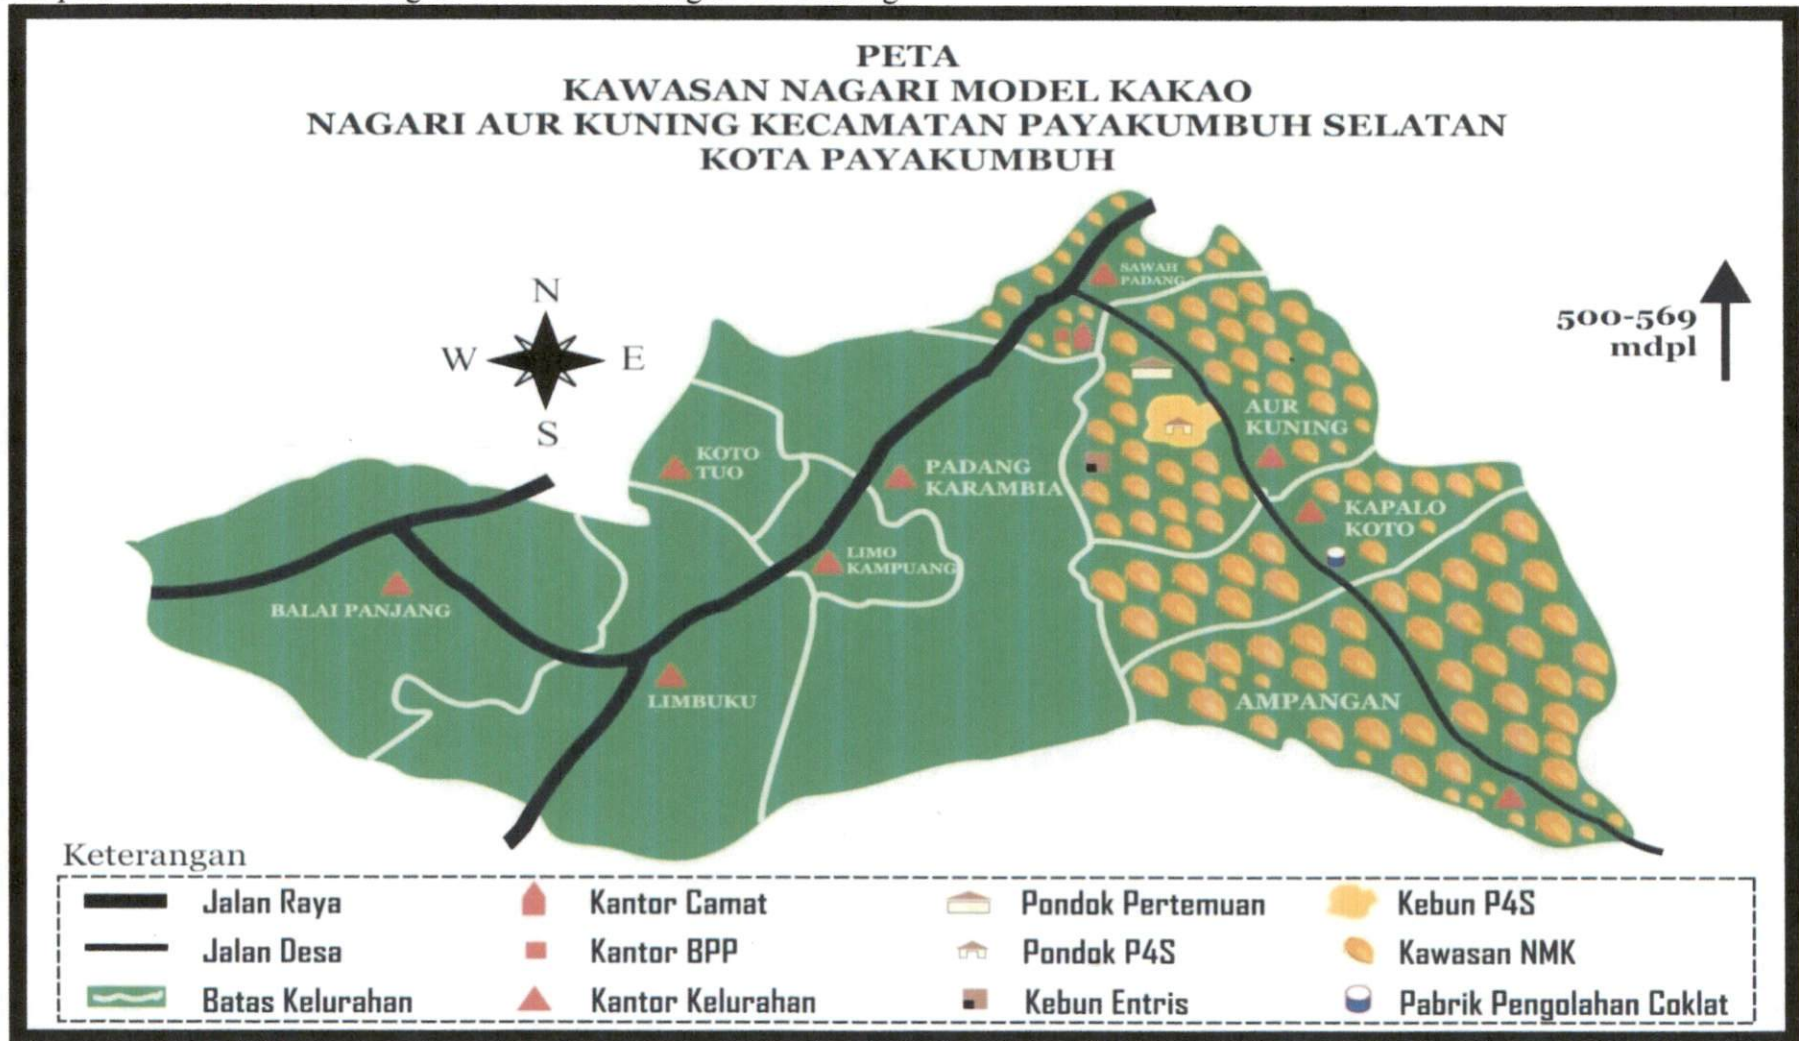 PETA
KAWASAN NAGARI MODEL KAKAO
NAGARI AUR KUNING KECAMATAN PAYAKUMBUH SELATAN
KOTA PAYAKUMBUH
N
W
E
S
500-569
mdpl
SAWAH
PADANG
AUR
KUNING
KOTO
TUO
PADANG
KARAMBIA
KAPALO
KOTO
LIMO
KAMPUANG
BALAI PANJANG
LIMBUKU
AMPANGAN
Keterangan
Jalan Raya
Kantor Camat
Pondok Pertemuan
Kebun P4S
Jalan Desa
Kantor BPP
Pondok P4S
Kawasan NMK
Batas Kelurahan
Kantor Kelurahan
Kebun Entris
Pabrik Pengolahan Coklat